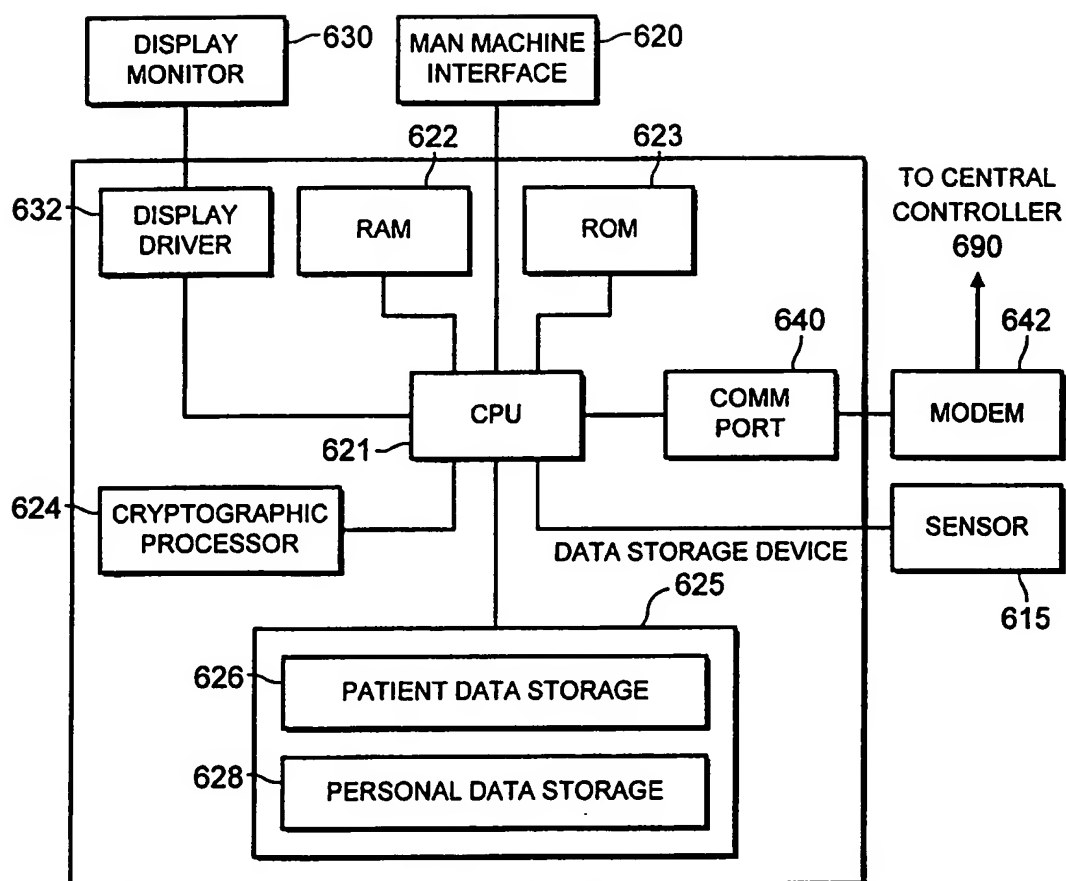 DISPLAY
MONITOR
630
MAN MACHINE
INTERFACE
620
622
623
632
DISPLAY
DRIVER
RAM
ROM
TO CENTRAL
CONTROLLER
690
640
642
CPU
621
COMM
PORT
MODEM
624
CRYPTOGRAPHIC
PROCESSOR
SENSOR
615
DATA STORAGE DEVICE
625
626
PATIENT DATA STORAGE
628
PERSONAL DATA STORAGE